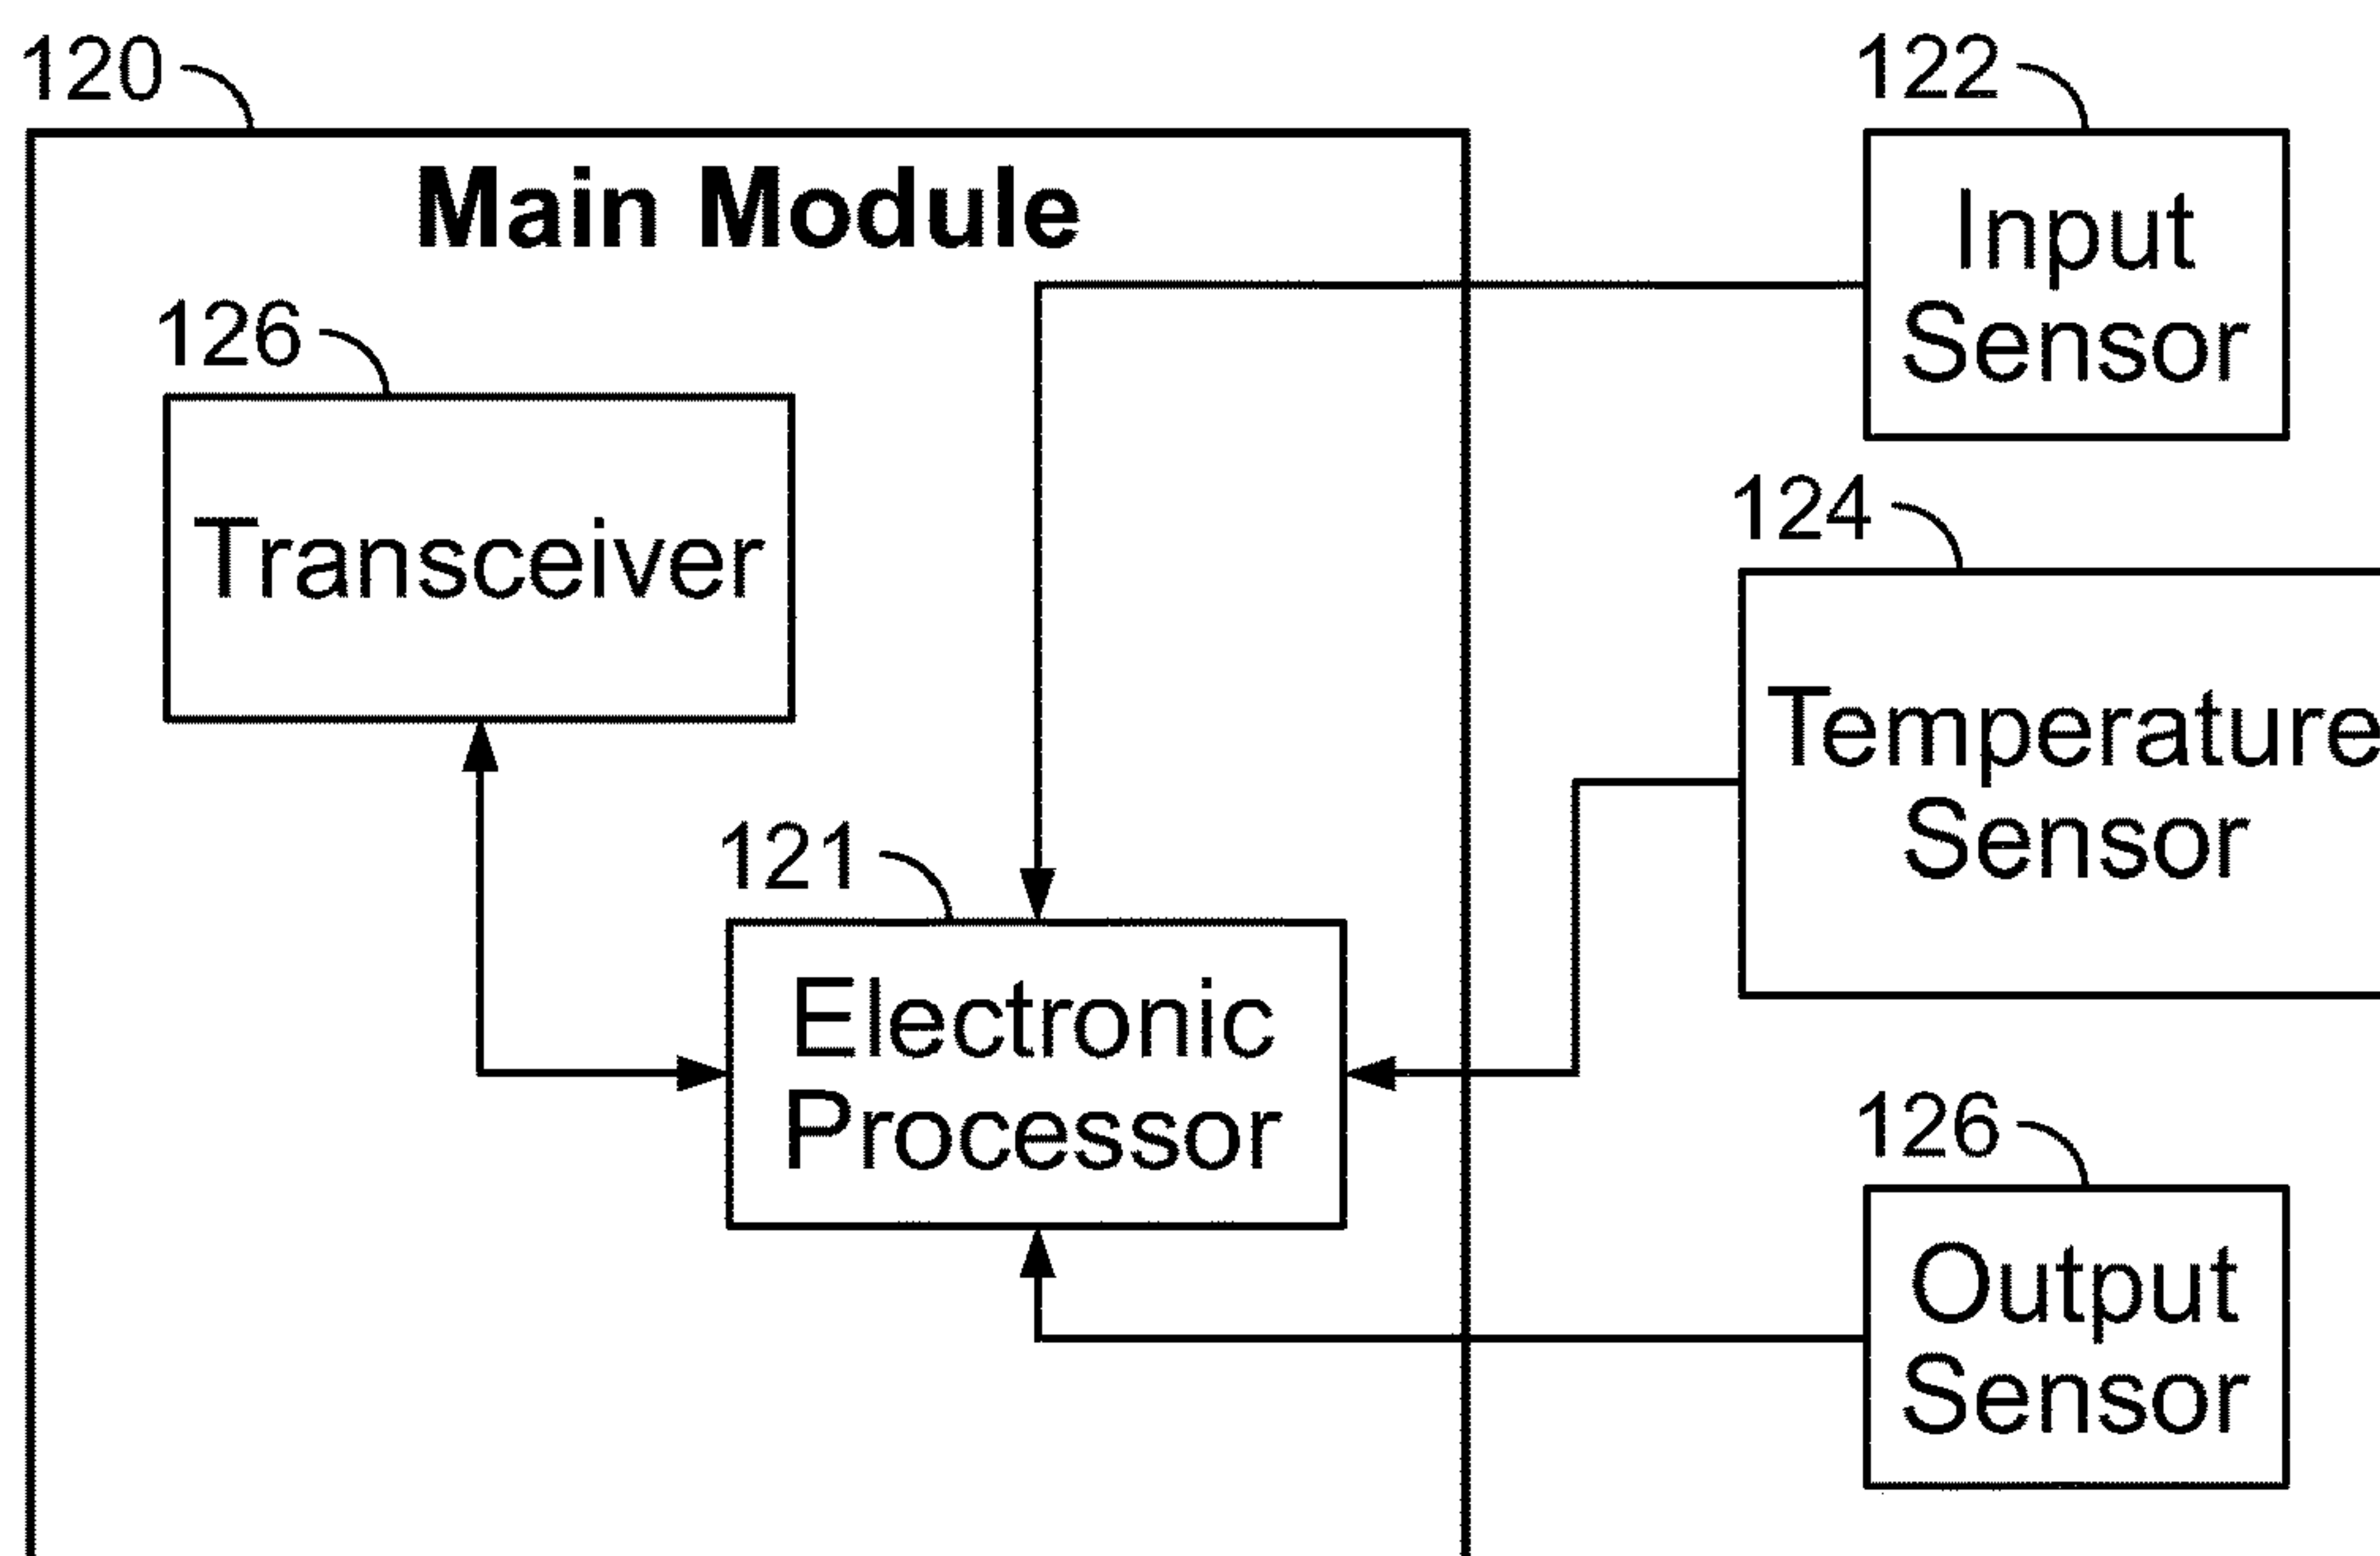 120
Main Module
126
Transceiver
121
Electronic
Processor
122
Input
Sensor
124
Temperature
Sensor
126
Output
Sensor